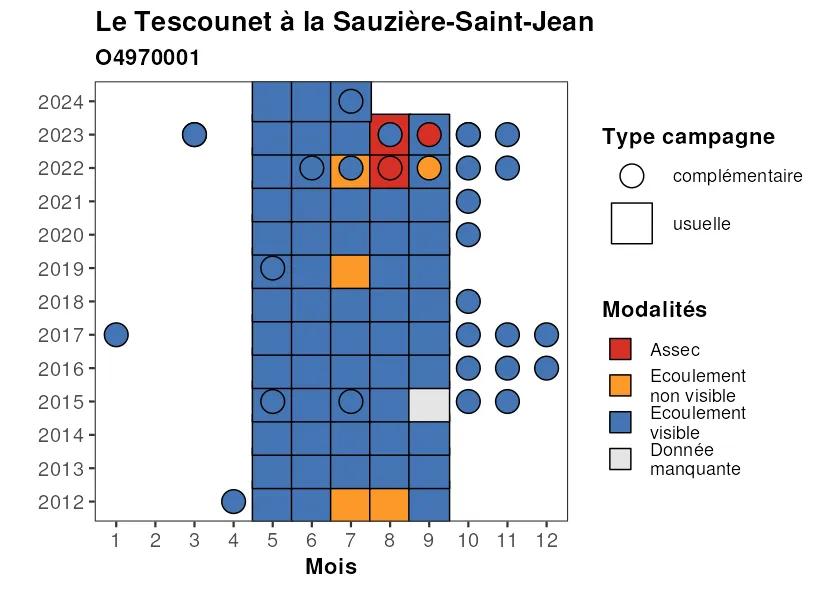 Le Tescounet à la Sauzière-Saint-Jean
O4970001
2024
2023
2022
2021
2020
2019
2018
2017
2016
2015
2014
2013
2012
1 2 3 4 5 6 7 8 9 10 11 12
Mois
Type campagne
complémentaire
usuelle
Modalités
Assec
Ecoulement
non visible
Ecoulement
visible
Donnée
manquante